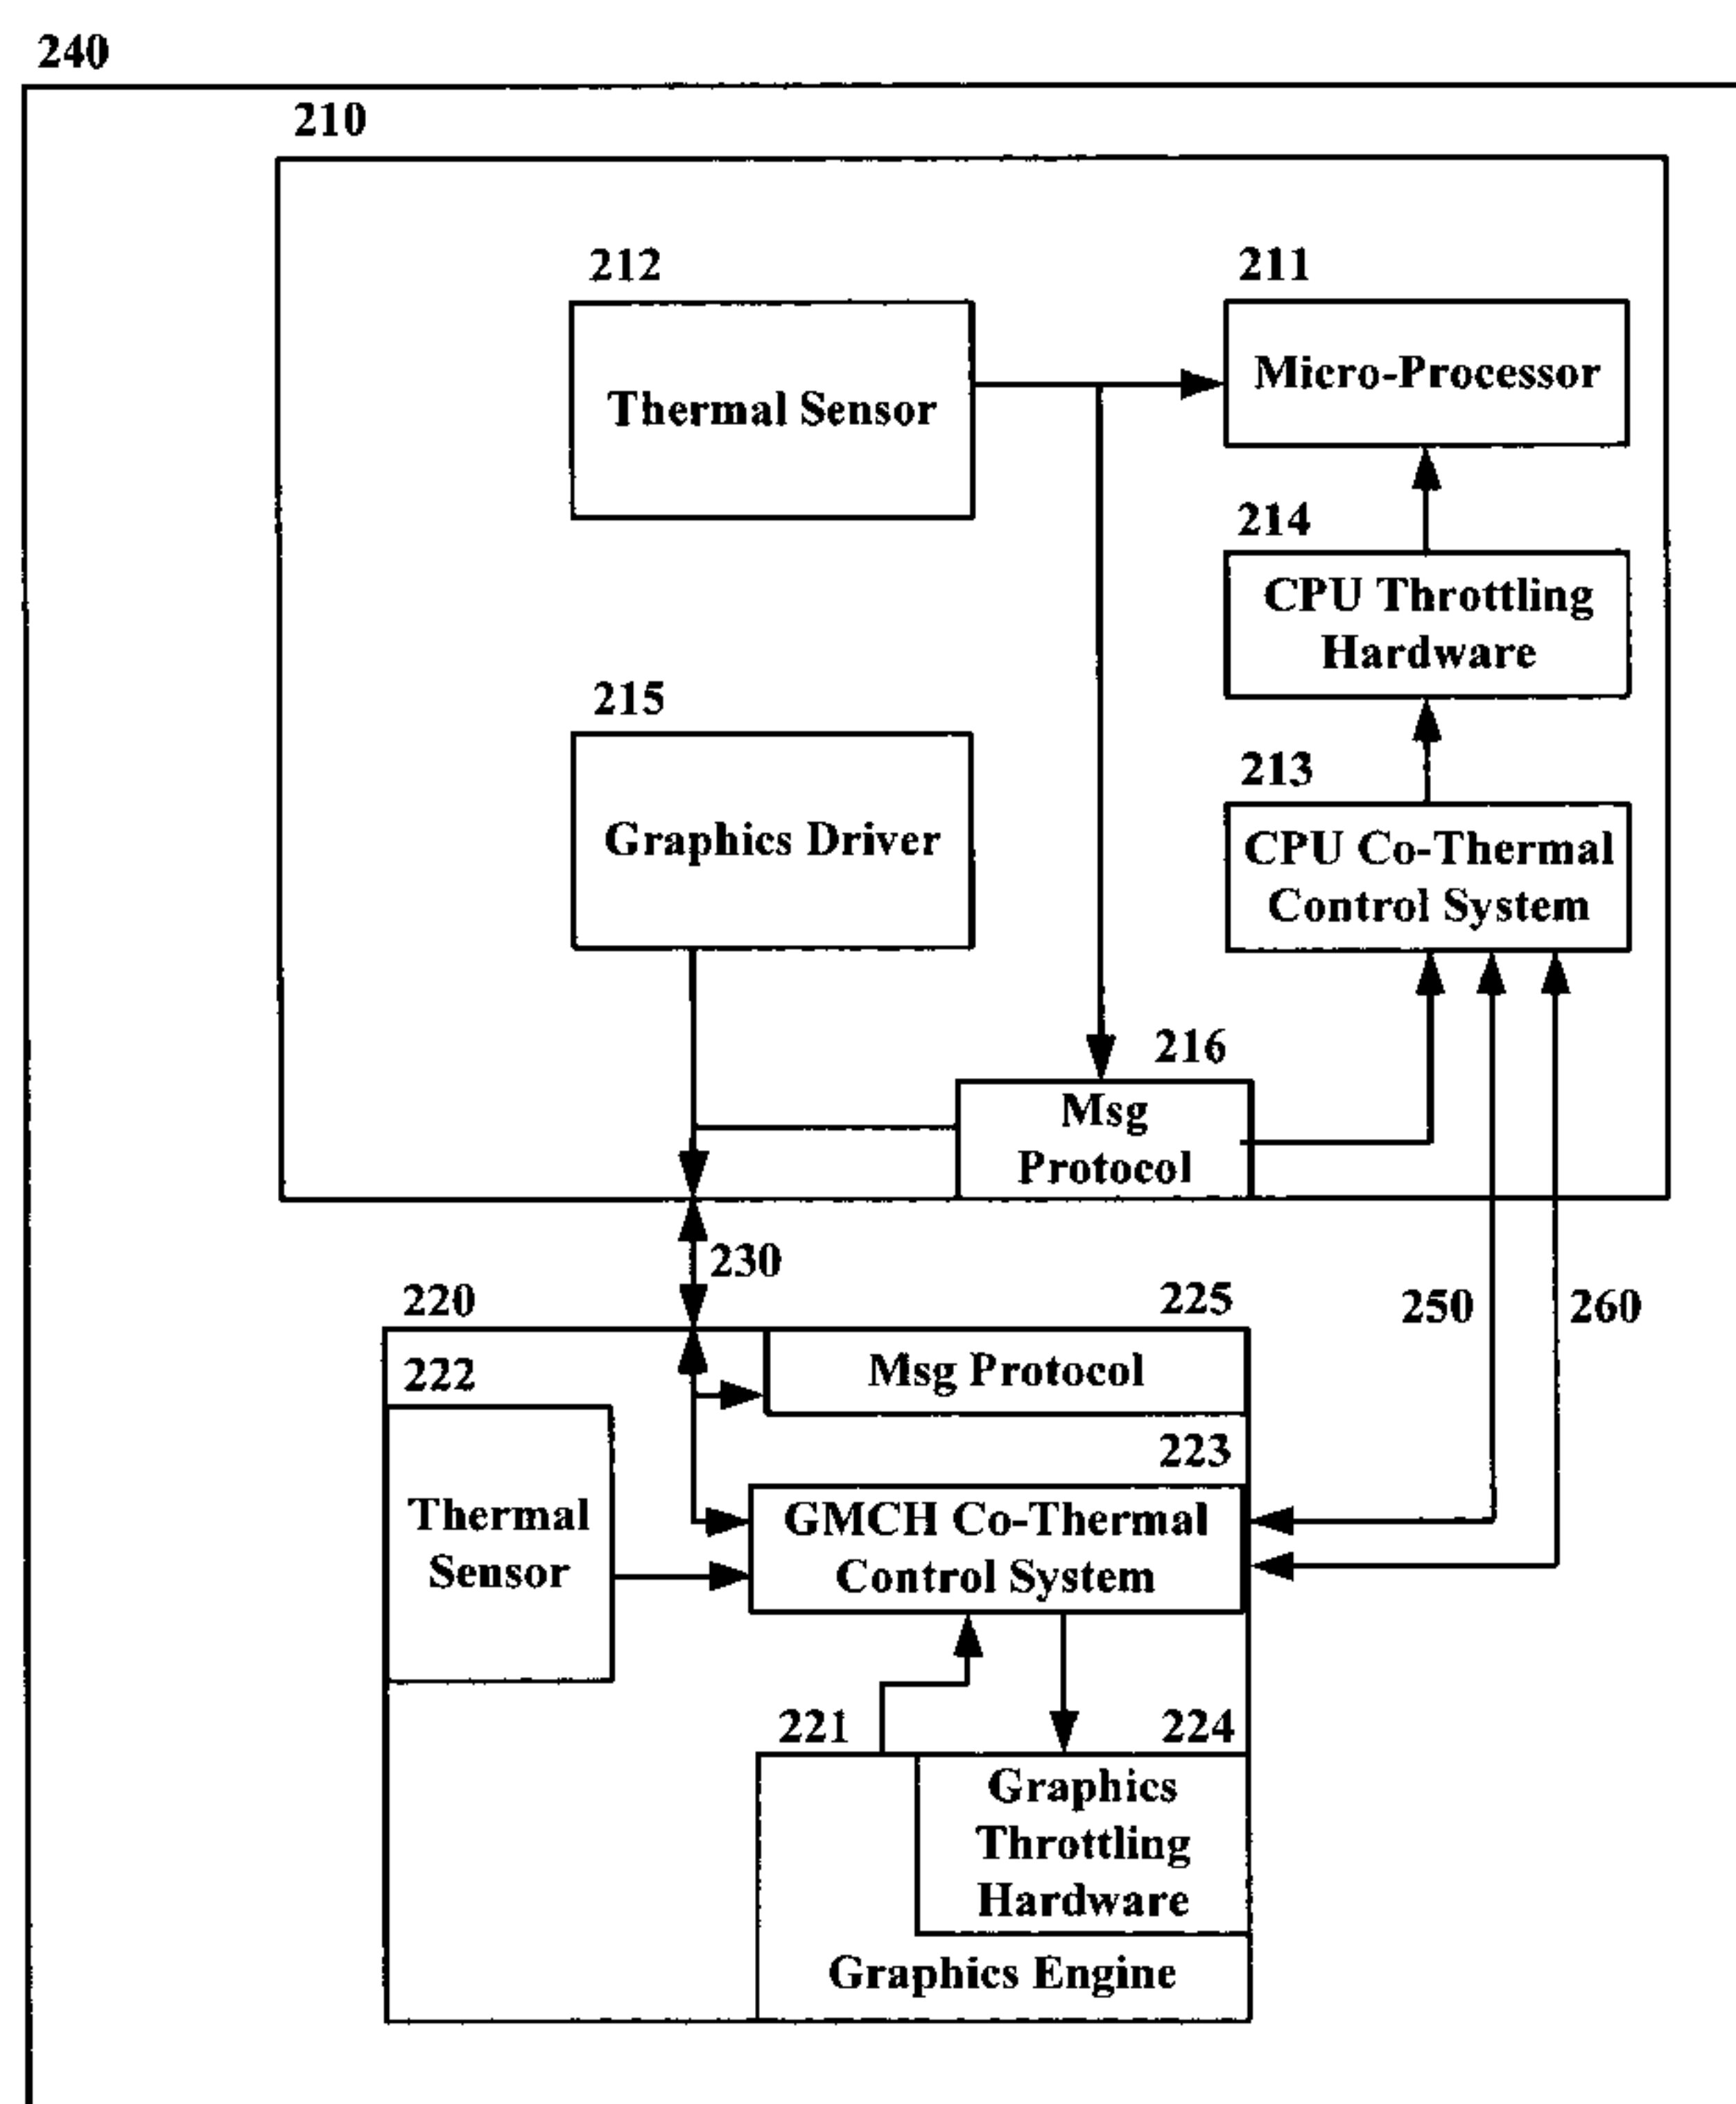 240
210
212
211
Thermal Sensor
Micro-Processor
214
CPU Throttling
Hardware
215
213
Graphics Driver
CPU Co-Thermal
Control System
216
Msg
Protocol
230
220
225
250
260
222
Msg Protocol
223
Thermal
Sensor
GMCH Co-Thermal
Control System
221
224
Graphics
Throttling
Hardware
Graphics Engine